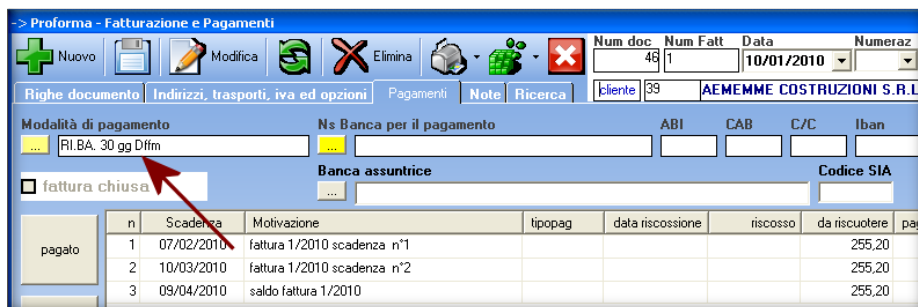 -> Proforma - Fatturazione e Pagamenti
Nuovo Modifica Elimina
Num doc Num Fatt Data Numeraz
46 1 10/01/2010
Righe documento Indirizzi, trasporti, iva ed opzioni Pagamenti Note Ricerca
cliente 39 AEMEMME COSTRUZIONI S.R.L
Modalità di pagamento Ns Banca per il pagamento ABI CAB C/C Iban
... RI.BA. 30 gg Dffm ...
Banca assuntrice Codice SIA
fattura chiusa ...
n Scadenza Motivazione tipopag data riscossione riscosso da riscuotere pag
pagato
1 07/02/2010 fattura 1/2010 scadenza n°1 255,20
2 10/03/2010 fattura 1/2010 scadenza n°2 255,20
3 09/04/2010 saldo fattura 1/2010 255,20